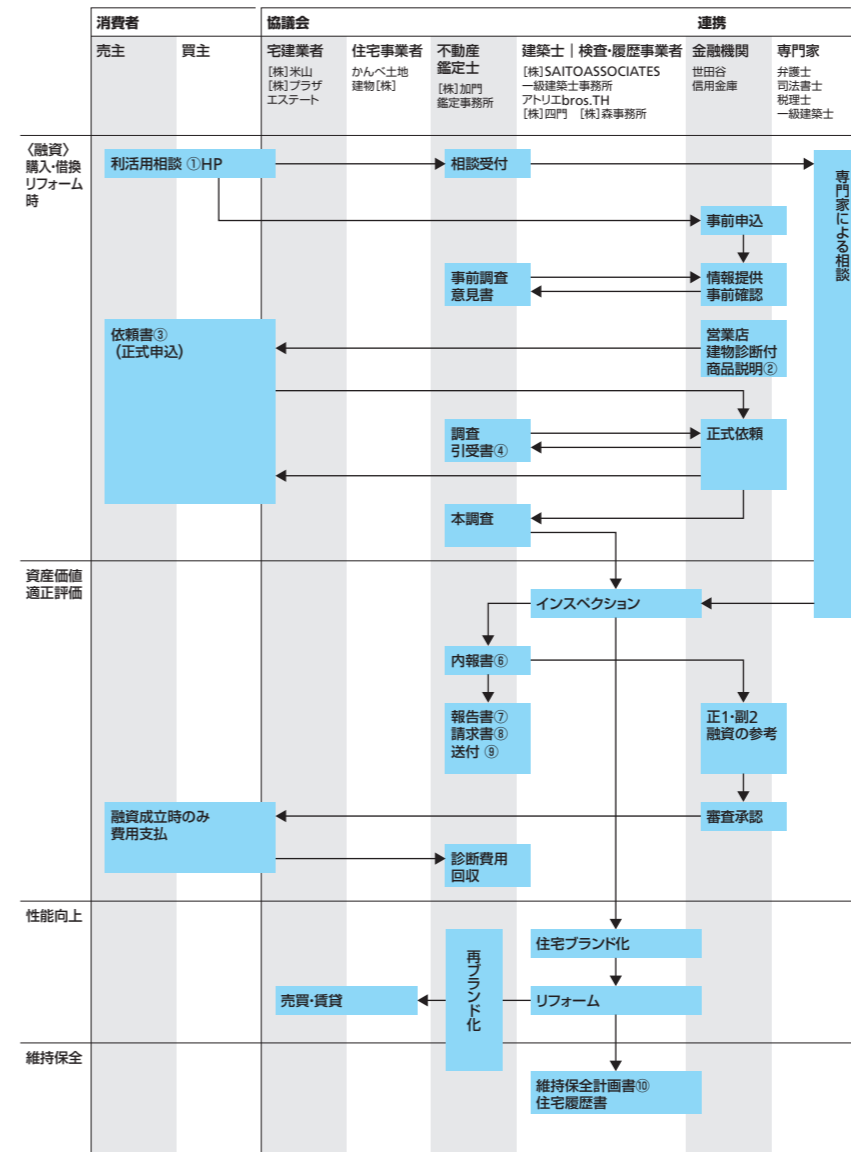 消費者
協議会
連携
売主
買主
宅建業者
[株]米山
[株]プラザ
エステート
住宅事業者
かんべ土地
建物[株]
不動産
鑑定士
[株]加門
鑑定事務所
建築士｜検査・履歴事業者
[株]SAITOASSOCIATES
一級建築士事務所
アトリエbros.TH
[株]四門 [株]森事務所
金融機関
世田谷
信用金庫
専門家
弁護士
司法書士
税理士
一級建築士
〈融資〉
購入・借換
リフォーム
時
利活用相談 ①HP
相談受付
専門家による相談
事前申込
事前調査
意見書
情報提供
事前確認
依頼書③
(正式申込)
営業店
建物診断付
商品説明②
調査
引受書④
正式依頼
本調査
資産価値
適正評価
インスペクション
内報書⑥
報告書⑦
請求書⑧
送付 ⑨
正1・副2
融資の参考
融資成立時のみ
費用支払
審査承認
診断費用
回収
性能向上
住宅ブランド化
再ブランド化
売買・賃貸
リフォーム
維持保全
維持保全計画書⑩
住宅履歴書